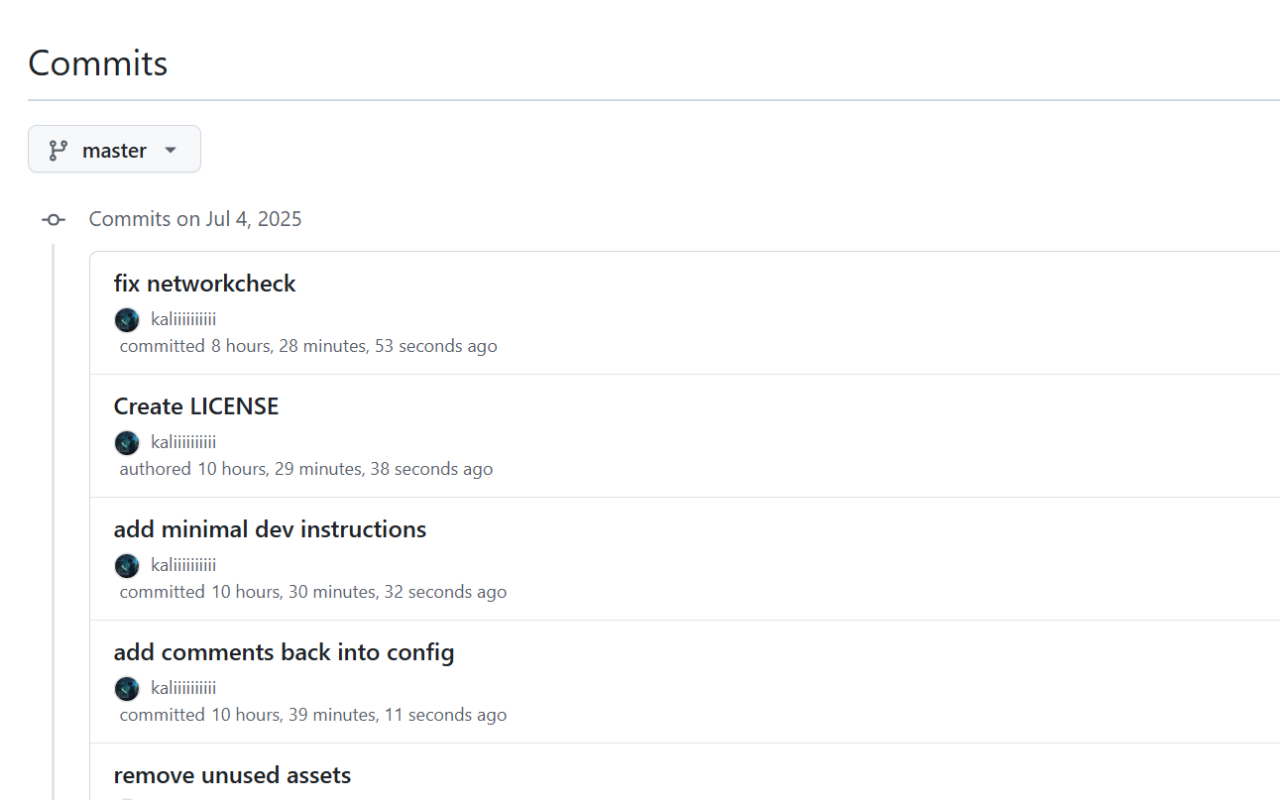 Commits
master
Commits on Jul 4, 2025
fix networkcheck
kaliiiiiiiiii
committed 8 hours, 28 minutes, 53 seconds ago
Create LICENSE
kaliiiiiiiiii
authored 10 hours, 29 minutes, 38 seconds ago
add minimal dev instructions
kaliiiiiiiiii
committed 10 hours, 30 minutes, 32 seconds ago
add comments back into config
kaliiiiiiiiii
committed 10 hours, 39 minutes, 11 seconds ago
remove unused assets